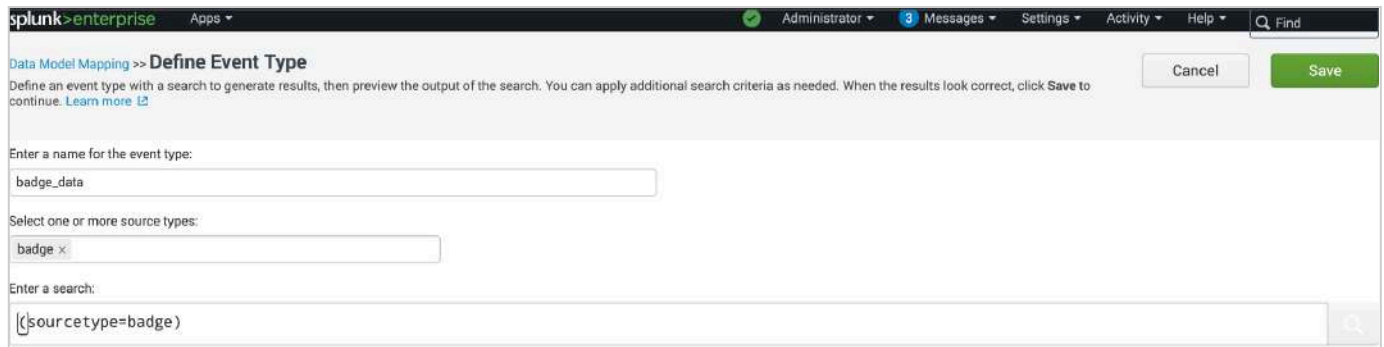 splunk>enterprise Apps Administrator 3 Messages Settings Activity Help Find
Data Model Mapping >> Define Event Type
Cancel Save
Define an event type with a search to generate results, then preview the output of the search. You can apply additional search criteria as needed. When the results look correct, click Save to
continue. Learn more
Enter a name for the event type:
badge_data
Select one or more source types:
badge ×
Enter a search:
(sourcetype=badge)